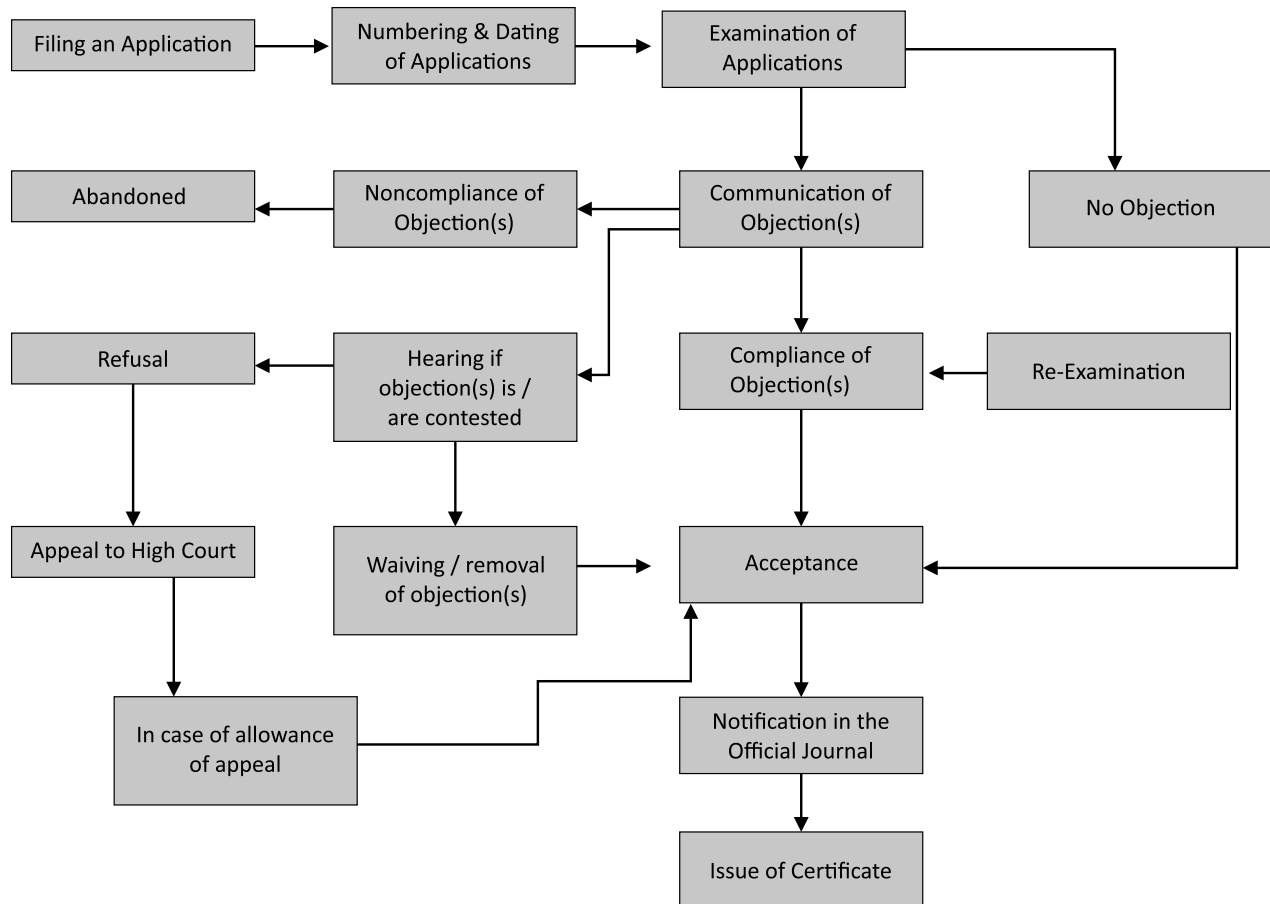 Filing an Application
Numbering & Dating
of Applications
Examination of
Applications
Abandoned
Noncompliance of
Objection(s)
Communication of
Objection(s)
No Objection
Refusal
Hearing if
objection(s) is /
are contested
Compliance of
Objection(s)
Re-Examination
Appeal to High Court
Waiving / removal
of objection(s)
Acceptance
In case of allowance
of appeal
Notification in the
Official Journal
Issue of Certificate